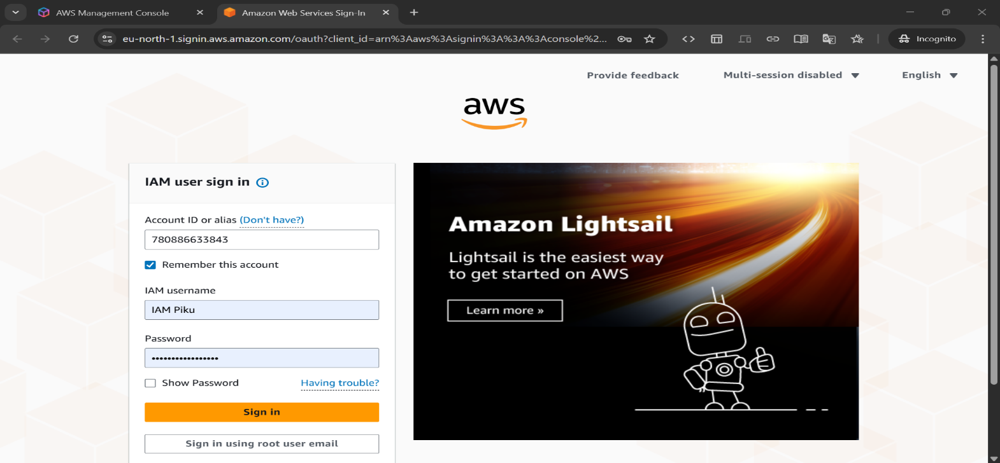 AWS Management Console
Amazon Web Services Sign-In
eu-north-1.signin.aws.amazon.com/oauth?client_id=arn%3Aaws%3Asignin%3A%3A%3Aconsole%2...
Incognito
Provide feedback
Multi-session disabled
English
aws
IAM user sign in
Account ID or alias (Don't have?)
780886633843
Remember this account
IAM username
IAM Piku
Password
•••••••••••••••••
Show Password
Having trouble?
Sign in
Sign in using root user email
Amazon Lightsail
Lightsail is the easiest way
to get started on AWS
Learn more »